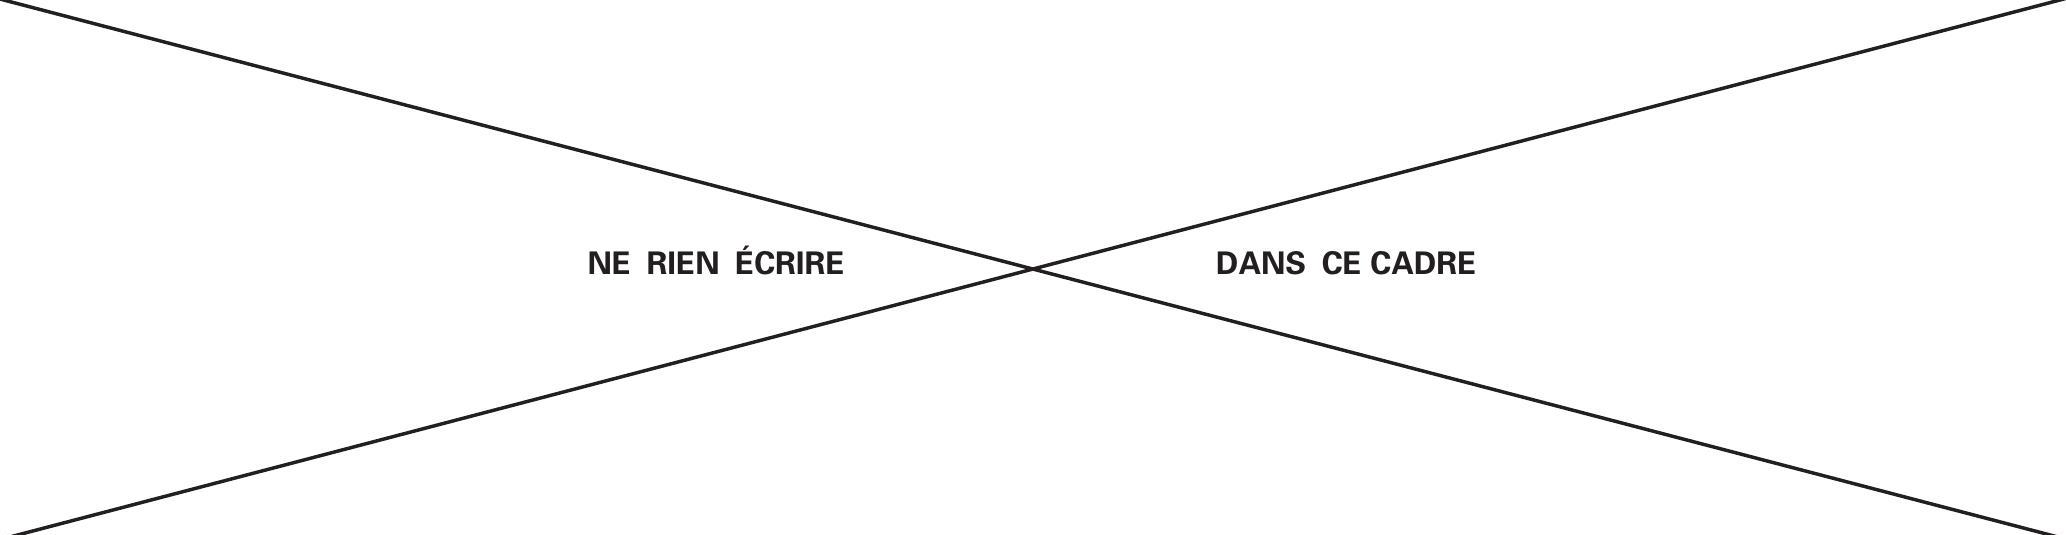 NE RIEN ÉCRIRE DANS CE CADRE